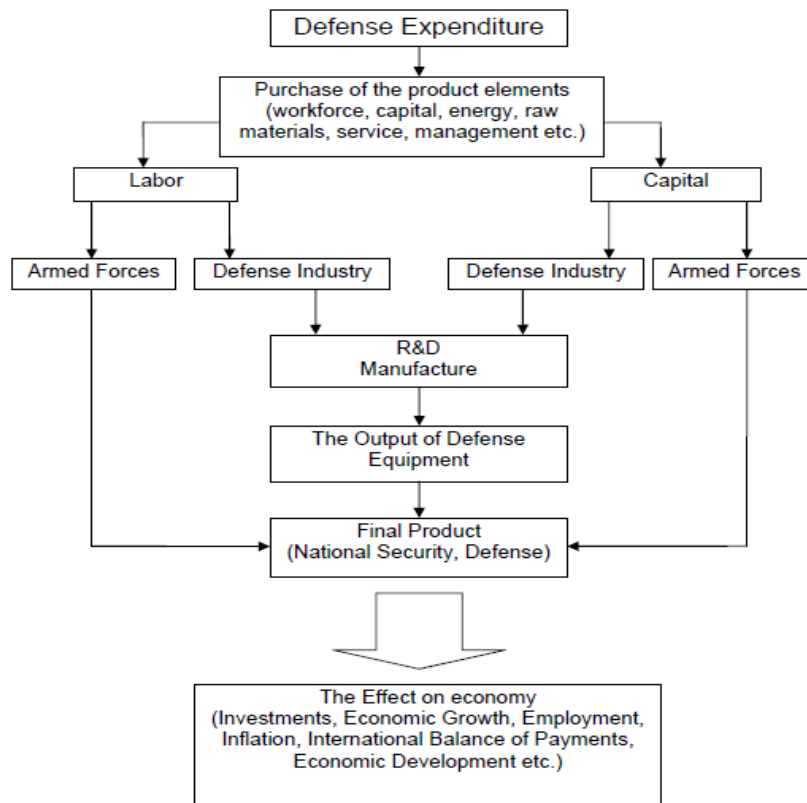 Defense Expenditure
Purchase of the product elements
(workforce, capital, energy, raw
materials, service, management etc.)
Labor
Capital
Armed Forces
Defense Industry
Defense Industry
Armed Forces
R&D
Manufacture
The Output of Defense
Equipment
Final Product
(National Security, Defense)
The Effect on economy
(Investments, Economic Growth, Employment,
Inflation, International Balance of Payments,
Economic Development etc.)